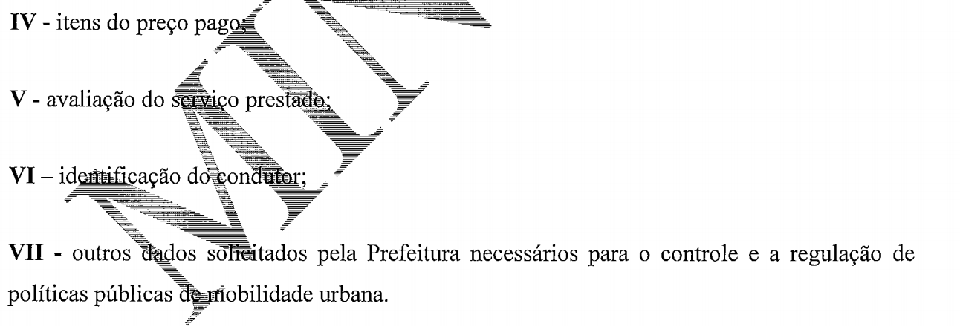 IV - itens do preço pago;
V - avaliação do serviço prestado;
VI – identificação do condutor;
VII - outros dados solicitados pela Prefeitura necessários para o controle e a regulação de
políticas públicas de mobilidade urbana.